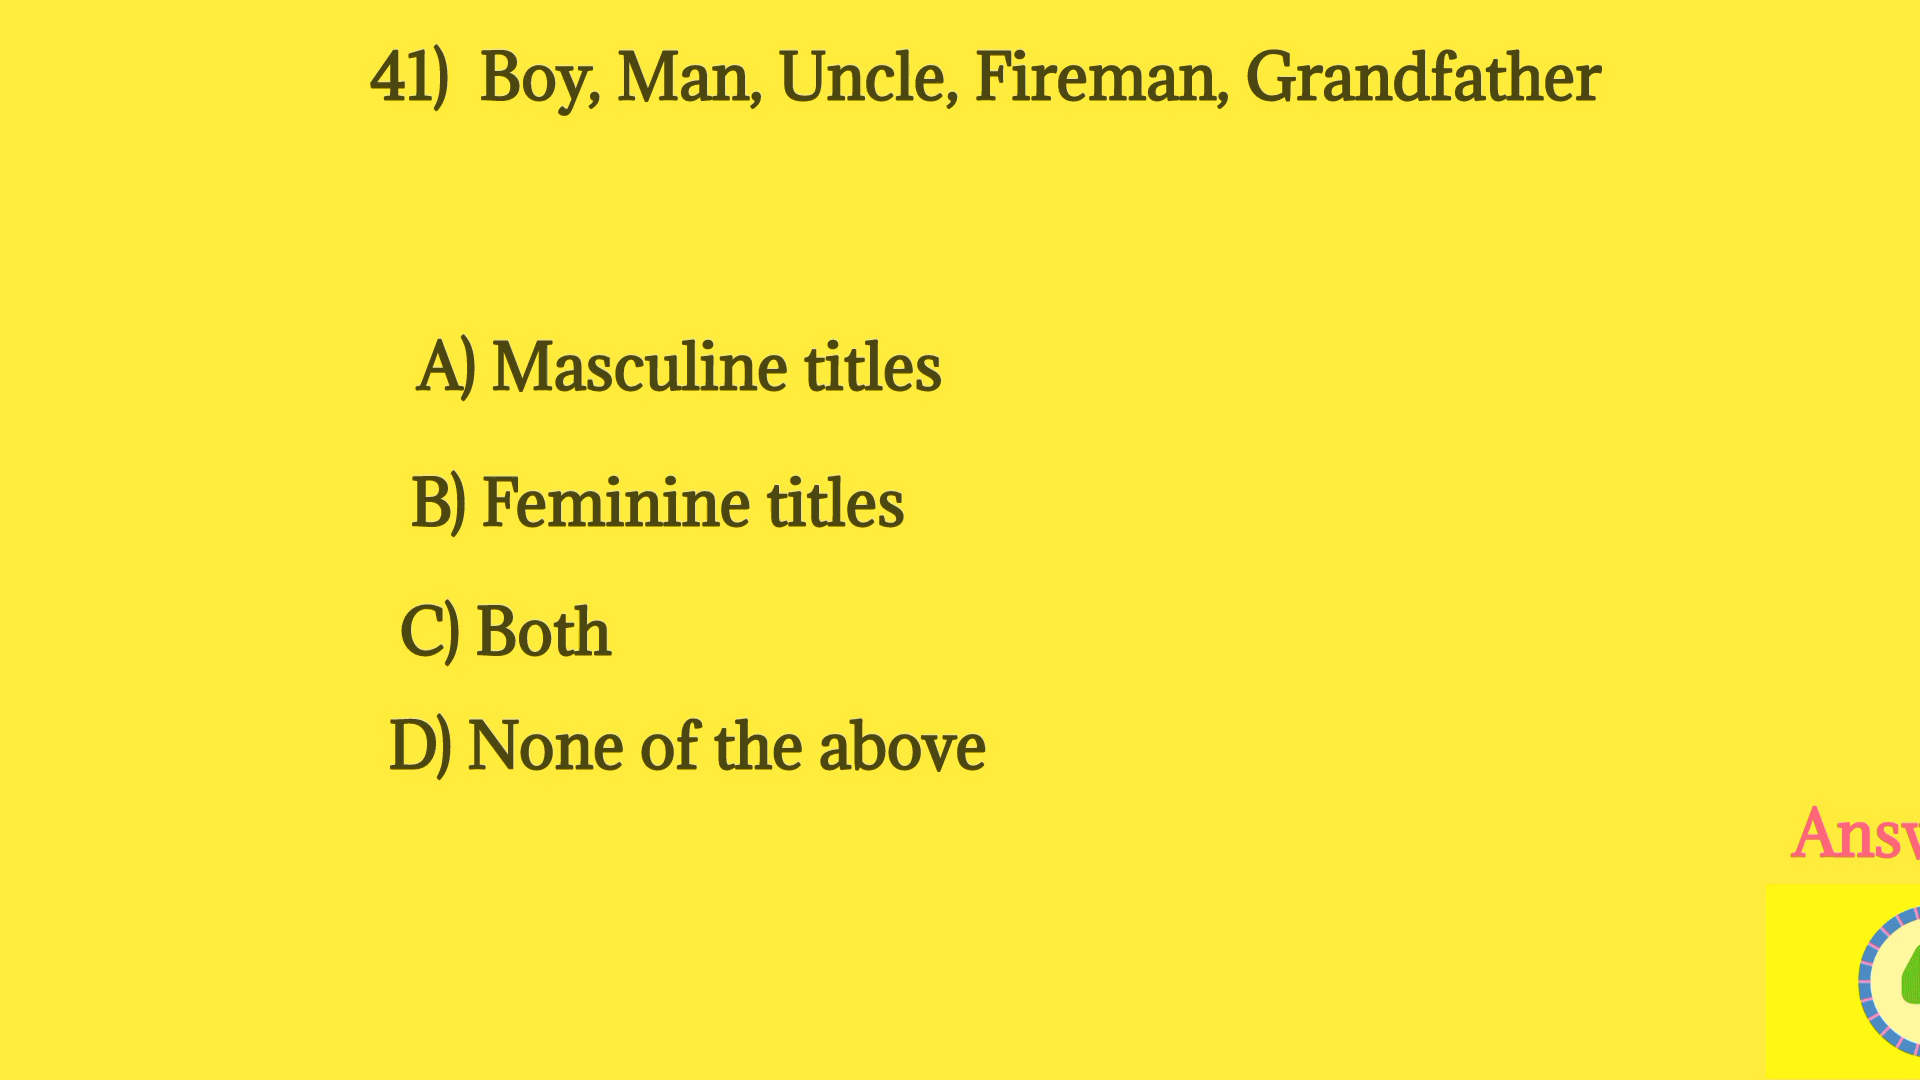 41) Boy, Man, Uncle, Fireman, Grandfather
A) Masculine titles
B) Feminine titles
C) Both
D) None of the above